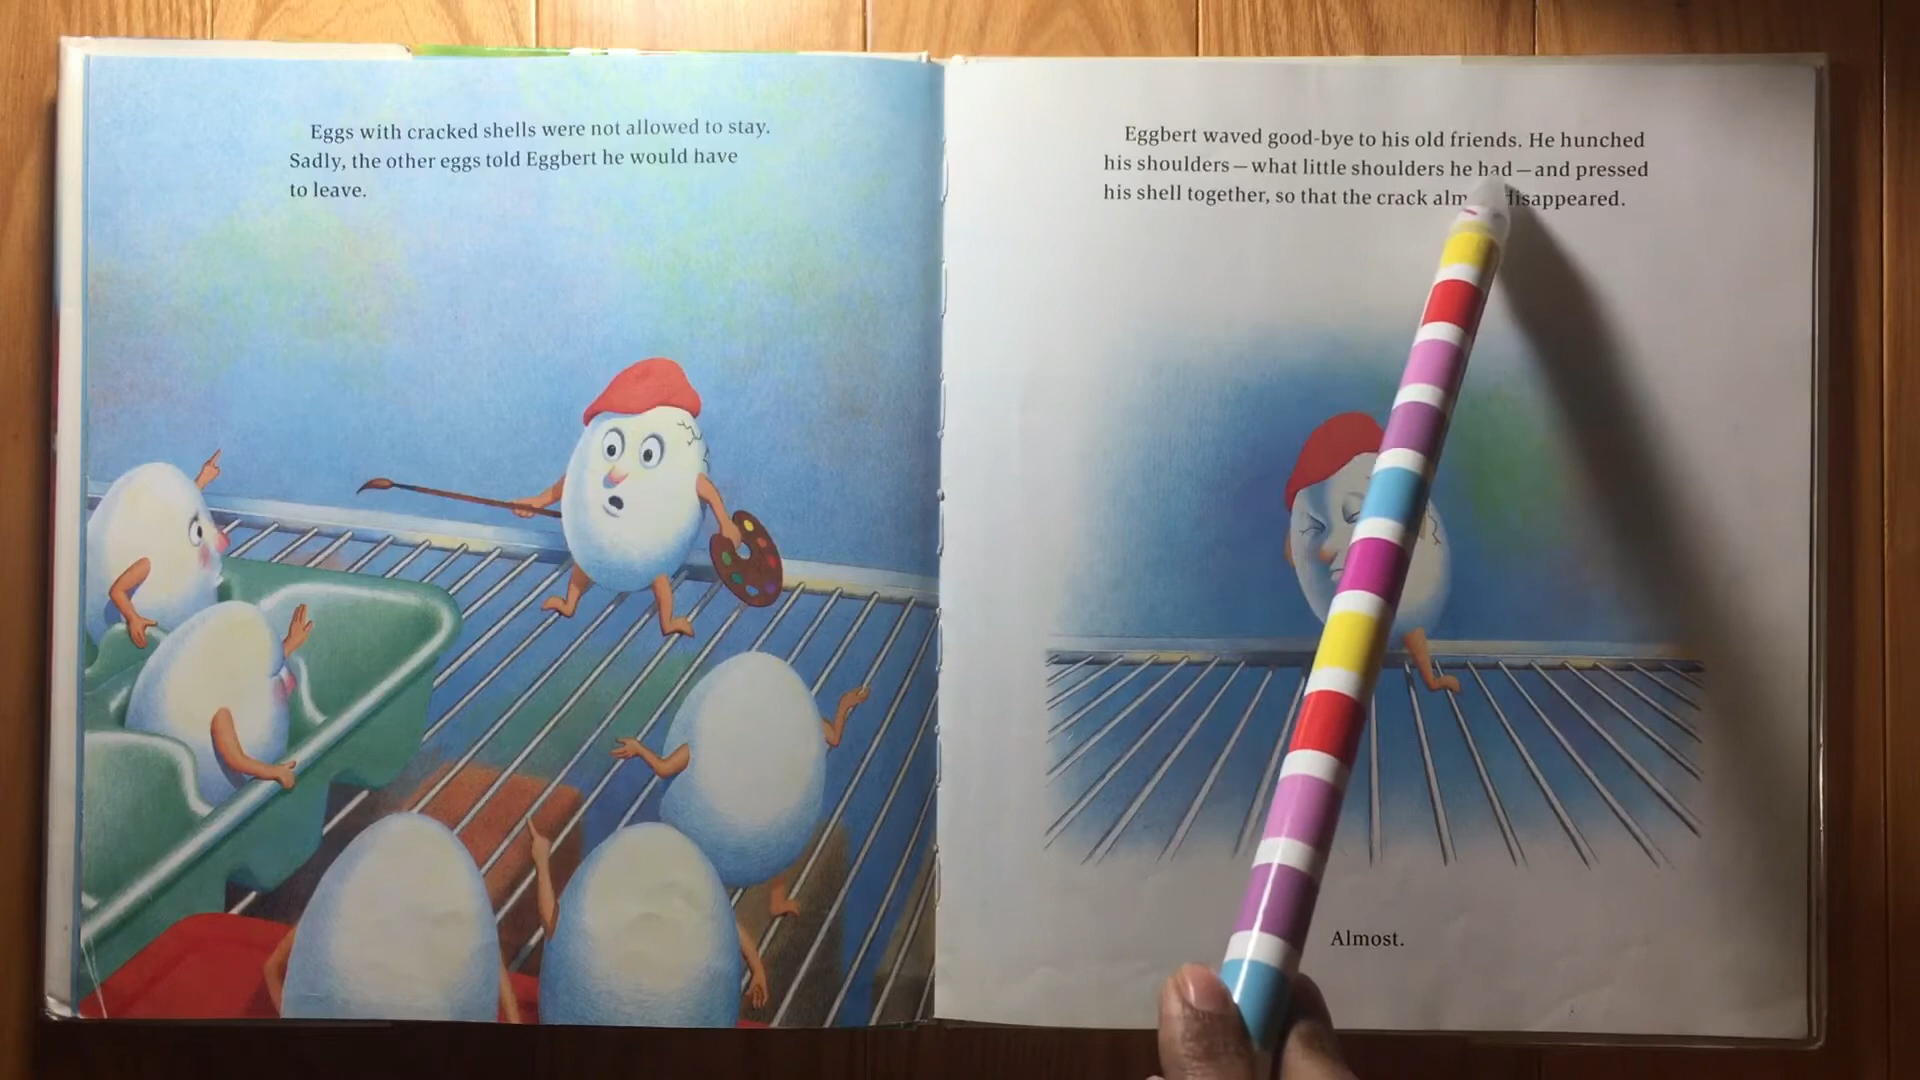 Eggs with cracked shells were not allowed to stay.
Sadly, the other eggs told Eggbert he would have
to leave.
Eggbert waved good-bye to his old friends. He hunched
his shoulders—what little shoulders he had—and pressed
his shell together, so that the crack disappeared.
Almost.